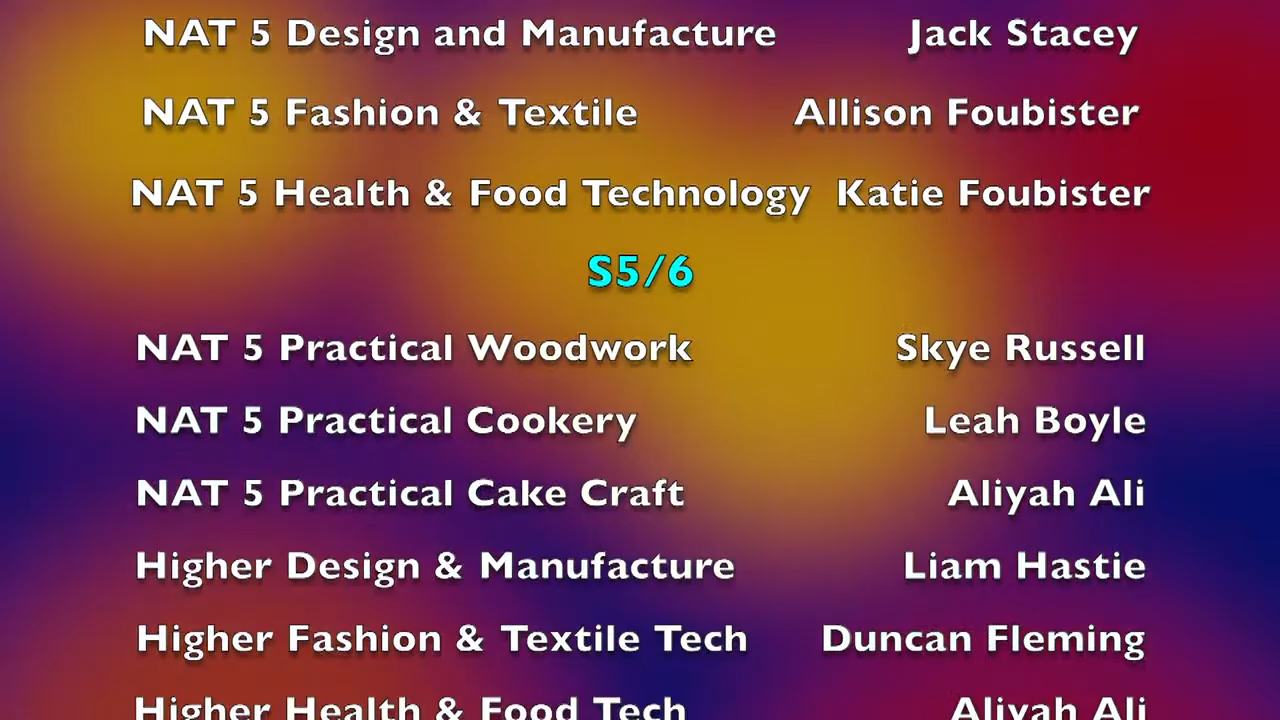 NAT 5 Design and Manufacture Jack Stacey
NAT 5 Fashion & Textile Allison Foubister
NAT 5 Health & Food Technology Katie Foubister
S5/6
NAT 5 Practical Woodwork Skye Russell
NAT 5 Practical Cookery Leah Boyle
NAT 5 Practical Cake Craft Aliyah Ali
Higher Design & Manufacture Liam Hastie
Higher Fashion & Textile Tech Duncan Fleming
Higher Health & Food Tech Aliyah Ali